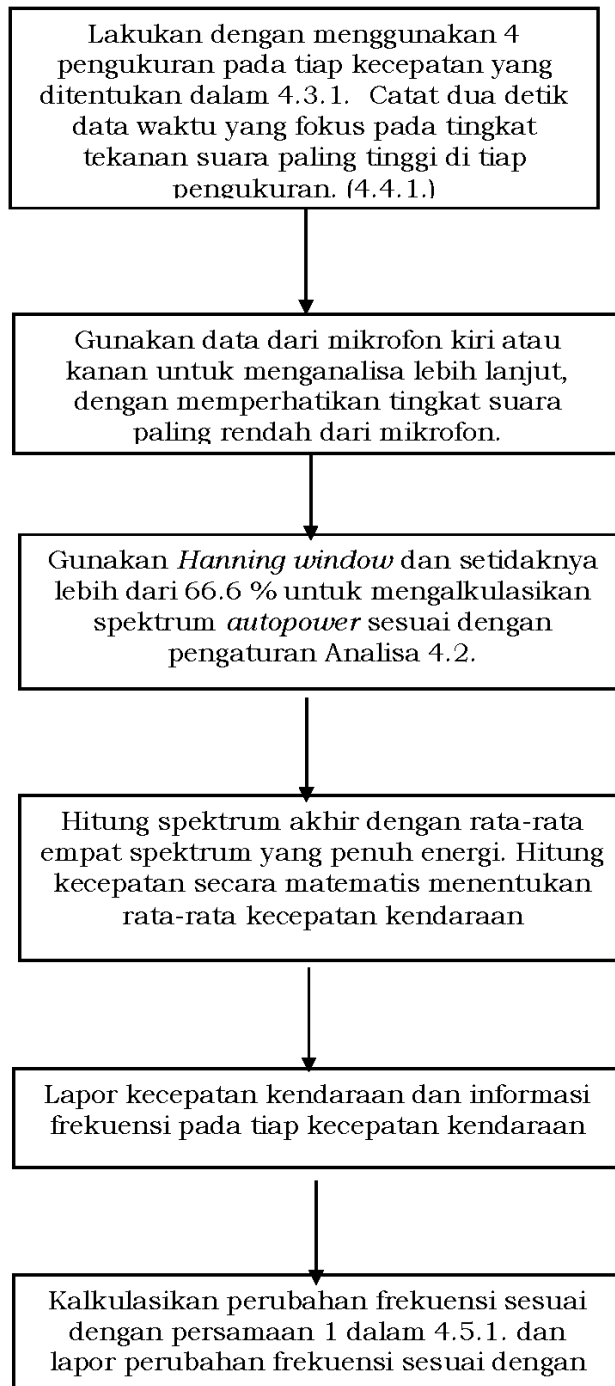 Lakukan dengan menggunakan 4
pengukuran pada tiap kecepatan yang
ditentukan dalam 4.3.1. Catat dua detik
data waktu yang fokus pada tingkat
tekanan suara paling tinggi di tiap
pengukuran. (4.4.1.)
Gunakan data dari mikrofon kiri atau
kanan untuk menganalisa lebih lanjut,
dengan memperhatikan tingkat suara
paling rendah dari mikrofon.
Gunakan Hanning window dan setidaknya
lebih dari 66.6 % untuk mengalkulasikan
spektrum autopower sesuai dengan
pengaturan Analisa 4.2.
Hitung spektrum akhir dengan rata-rata
empat spektrum yang penuh energi. Hitung
kecepatan secara matematis menentukan
rata-rata kecepatan kendaraan
Lapor kecepatan kendaraan dan informasi
frekuensi pada tiap kecepatan kendaraan
Kalkulasikan perubahan frekuensi sesuai
dengan persamaan 1 dalam 4.5.1. dan
lapor perubahan frekuensi sesuai dengan